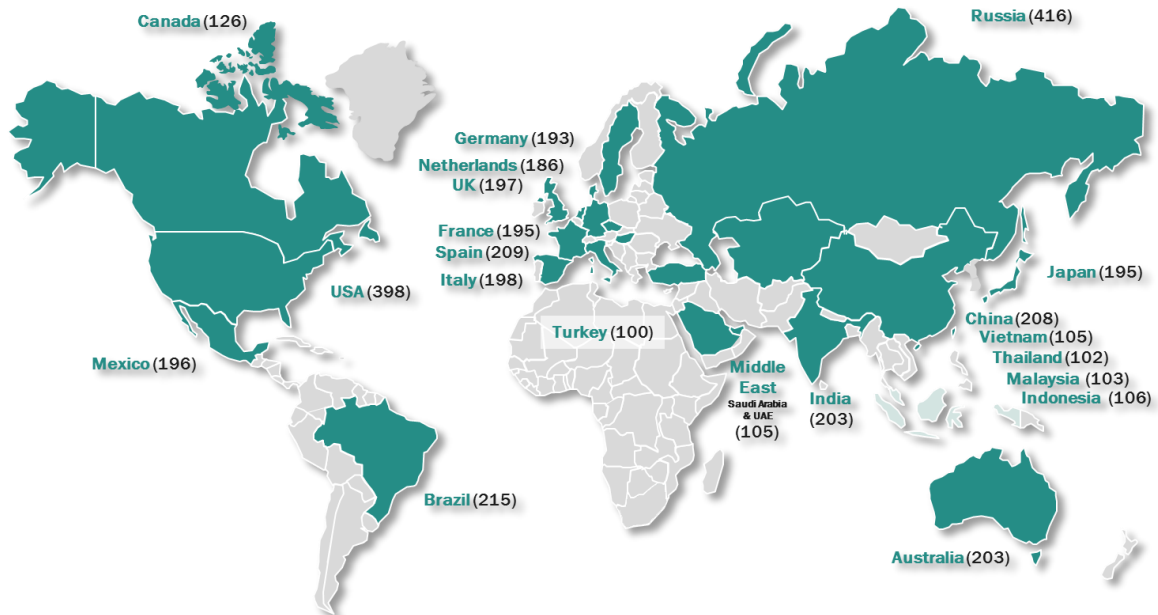 Canada (126)
Russia (416)
Germany (193)
Netherlands (186)
UK (197)
France (195)
Spain (209)
Italy (198)
USA (398)
Japan (195)
China (208)
Vietnam (105)
Thailand (102)
Malaysia (103)
Indonesia (106)
Mexico (196)
Turkey (100)
Middle
East
Saudi Arabia
& UAE
(105)
India
(203)
Brazil (215)
Australia (203)